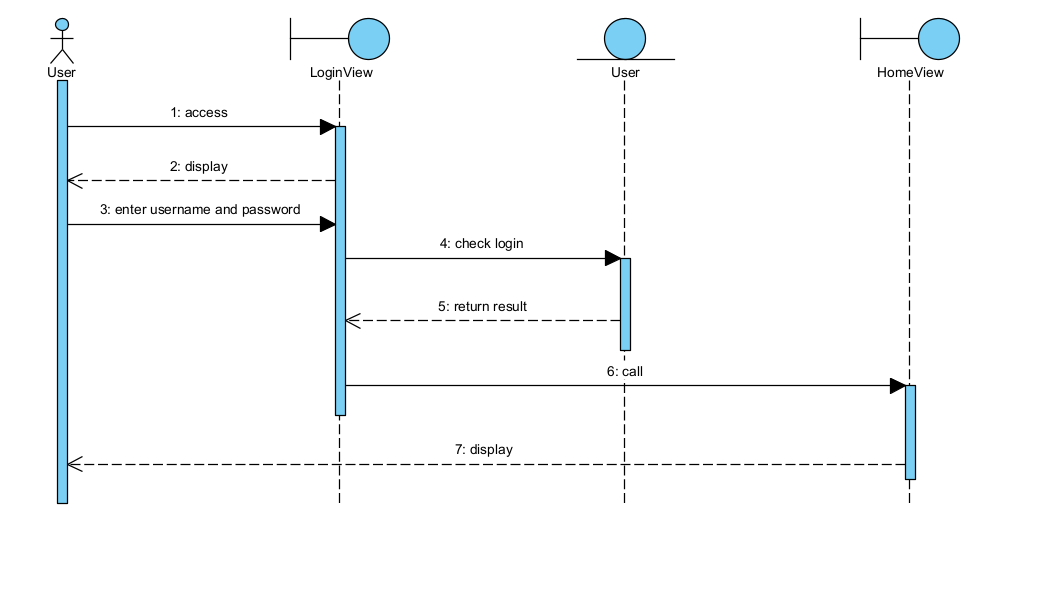 User
LoginView
User
HomeView
1: access
2: display
3: enter username and password
4: check login
5: return result
6: call
7: display